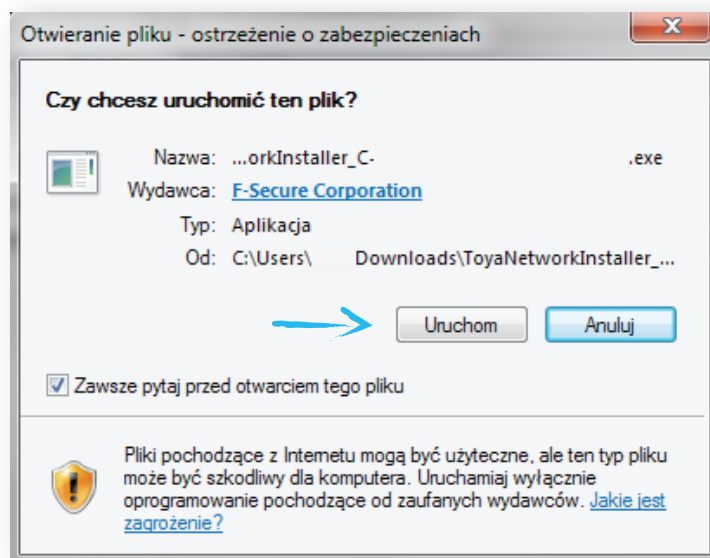 Otwieranie pliku - ostrzeżenie o zabezpieczeniach
Czy chcesz uruchomić ten plik?
Nazwa: ...orkInstaller_C- .exe
Wydawca: F-Secure Corporation
Typ: Aplikacja
Od: C:\Users\ Downloads\ToyaNetworkInstaller_...
Uruchom Anuluj
Zawsze pytaj przed otwarciem tego pliku
Pliki pochodzące z Internetu mogą być użyteczne, ale ten typ pliku
może być szkodliwy dla komputera. Uruchamiaj wyłącznie
oprogramowanie pochodzące od zaufanych wydawców. Jakie jest
zagrożenie?